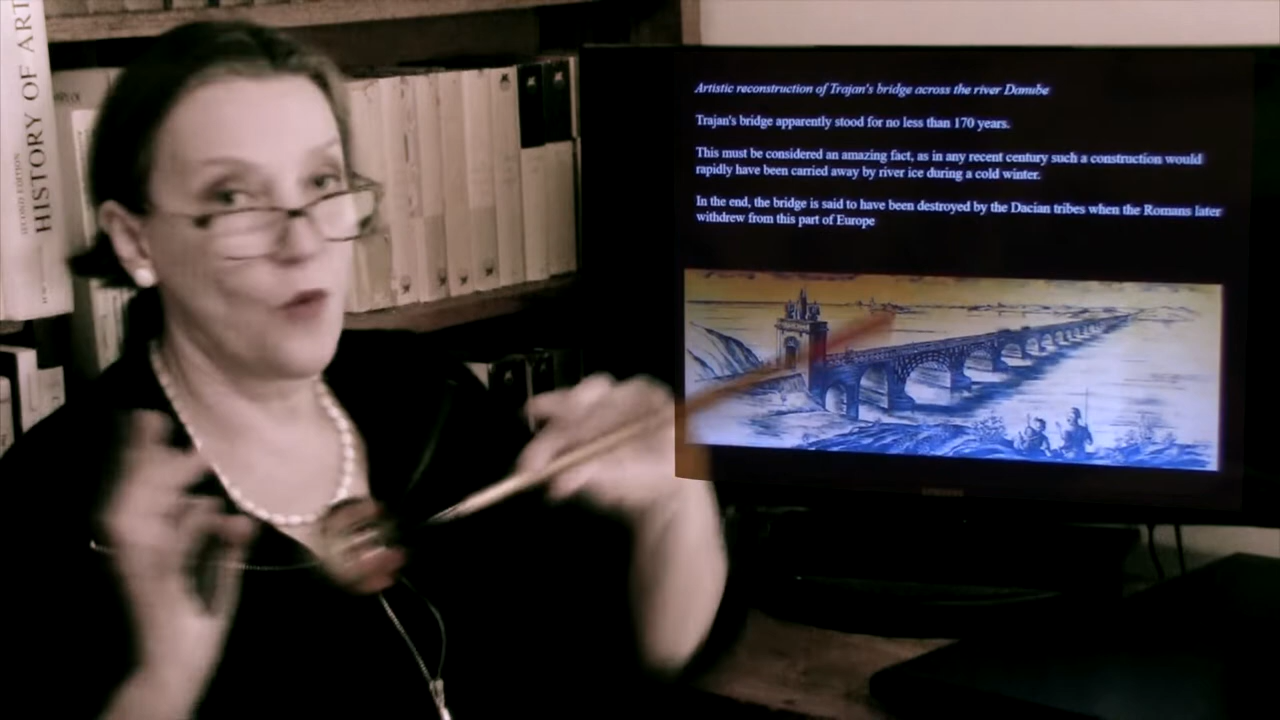 HISTORY OF ART
SECOND EDITION
Artistic reconstruction of Trajan's bridge across the river Danube
Trajan's bridge apparently stood for no less than 170 years.
This must be considered an amazing fact, as in any recent century such a construction would
rapidly have been carried away by river ice during a cold winter.
In the end, the bridge is said to have been destroyed by the Dacian tribes when the Romans later
withdrew from this part of Europe
SAMSUNG